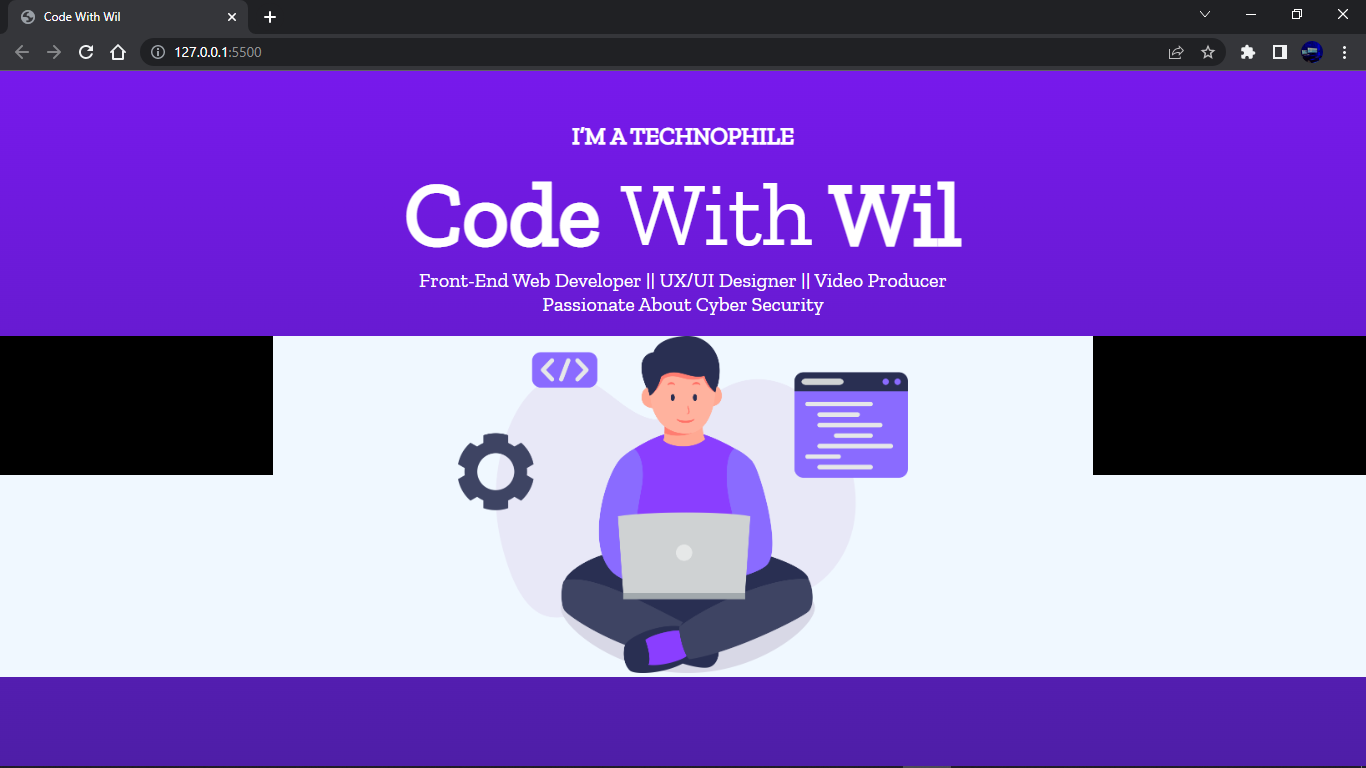 Code With Wil
127.0.0.1:5500
I'M A TECHNOPHILE
Code With Wil
Front-End Web Developer || UX/UI Designer || Video Producer
Passionate About Cyber Security
</>